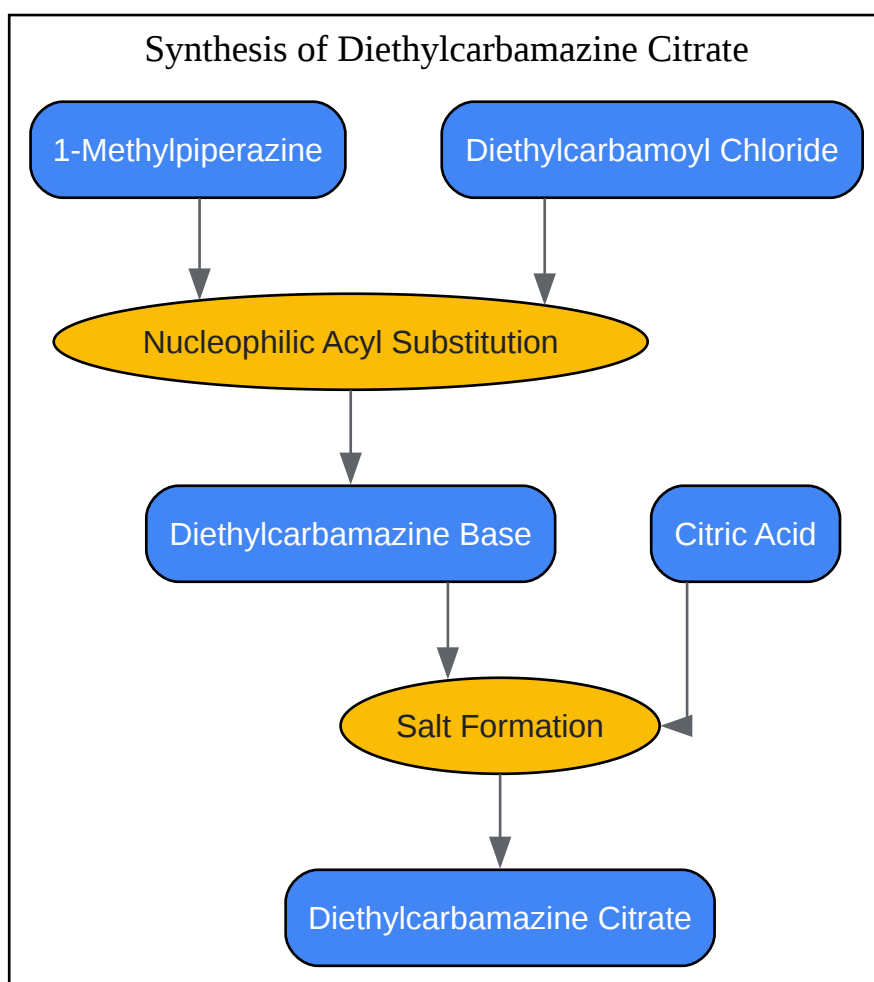 Synthesis of Diethylcarbamazine Citrate
1-Methylpiperazine
Diethylcarbamoyl Chloride
Nucleophilic Acyl Substitution
Diethylcarbamazine Base
Citric Acid
Salt Formation
Diethylcarbamazine Citrate